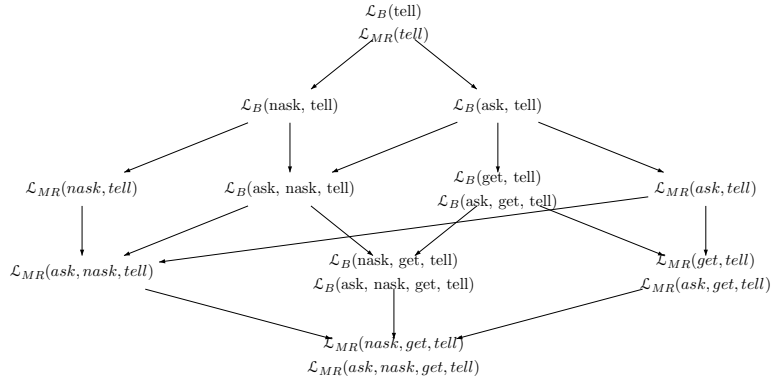 ℒ_B(tell)
ℒ_MR(tell)
ℒ_B(nask, tell) ℒ_B(ask, tell)
ℒ_MR(nask, tell) ℒ_B(ask, nask, tell) ℒ_B(get, tell) ℒ_MR(ask, tell)
ℒ_B(ask, get, tell)
ℒ_MR(ask, nask, tell) ℒ_B(nask, get, tell) ℒ_MR(get, tell)
ℒ_B(ask, nask, get, tell) ℒ_MR(ask, get, tell)
ℒ_MR(nask, get, tell)
ℒ_MR(ask, nask, get, tell)